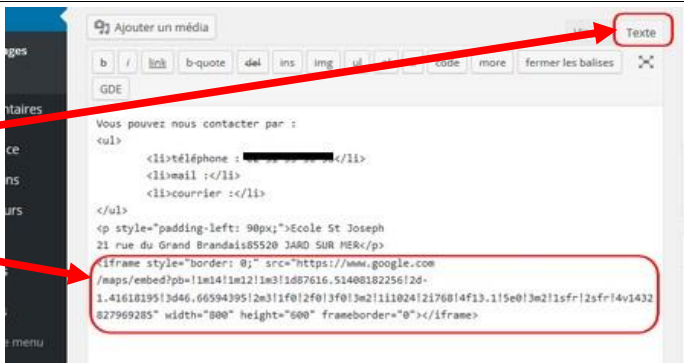 Ajouter un média
Texte
b i link b-quote del ins img ul code more fermer les balises
GDE
ges
ntaires
ce
ns
urs
s
s
e menu
Vous pouvez nous contacter par :
<ul>
<li>téléphone : </li>
<li>mail :</li>
<li>courrier :</li>
</ul>
<p style="padding-left: 90px;">Ecole St Joseph
21 rue du Grand Brandais85520 JARD SUR MER</p>
<iframe style="border: 0;" src="https://www.google.com
/maps/embed?pb=!1m14!1m12!1m3!1d87616.51408182256!2d-
1.41618195!3d46.66594395!2m3!1f0!2f0!3f0!3m2!1i1024!2i768!4f13.1!5e0!3m2!1sfr!2sfr!4v1432
827969285" width="800" height="600" frameborder="0"></iframe>